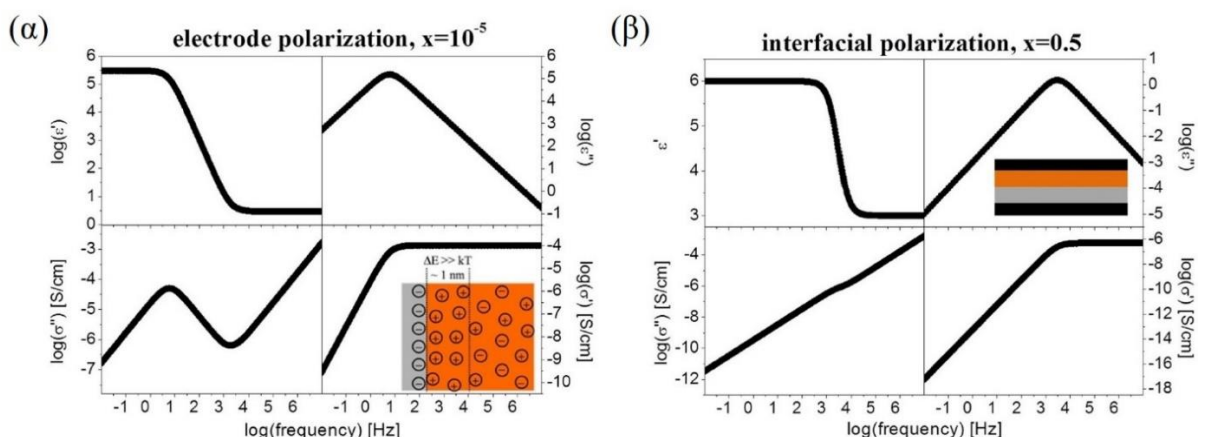 (α)
electrode polarization, x=10⁻⁵
6
5
4
3
2
1
0
log(ε')
6
5
4
3
2
1
0
-1
log(ε'')
-3
-4
-5
-6
-7
log(σ'') [S/cm]
ΔE >> kT
~ 1 nm
-4
-5
-6
-7
-8
-9
-10
log(σ') [S/cm]
-1 0 1 2 3 4 5 6
-1 0 1 2 3 4 5 6
log(frequency) [Hz]
(β)
interfacial polarization, x=0.5
6
5
4
3
ε'
1
0
-1
-2
-3
-4
-5
log(ε'')
-4
-6
-8
-10
-12
log(σ'') [S/cm]
-6
-8
-10
-12
-14
-16
-18
log(σ') [S/cm]
-1 0 1 2 3 4 5 6
-1 0 1 2 3 4 5 6
log(frequency) [Hz]